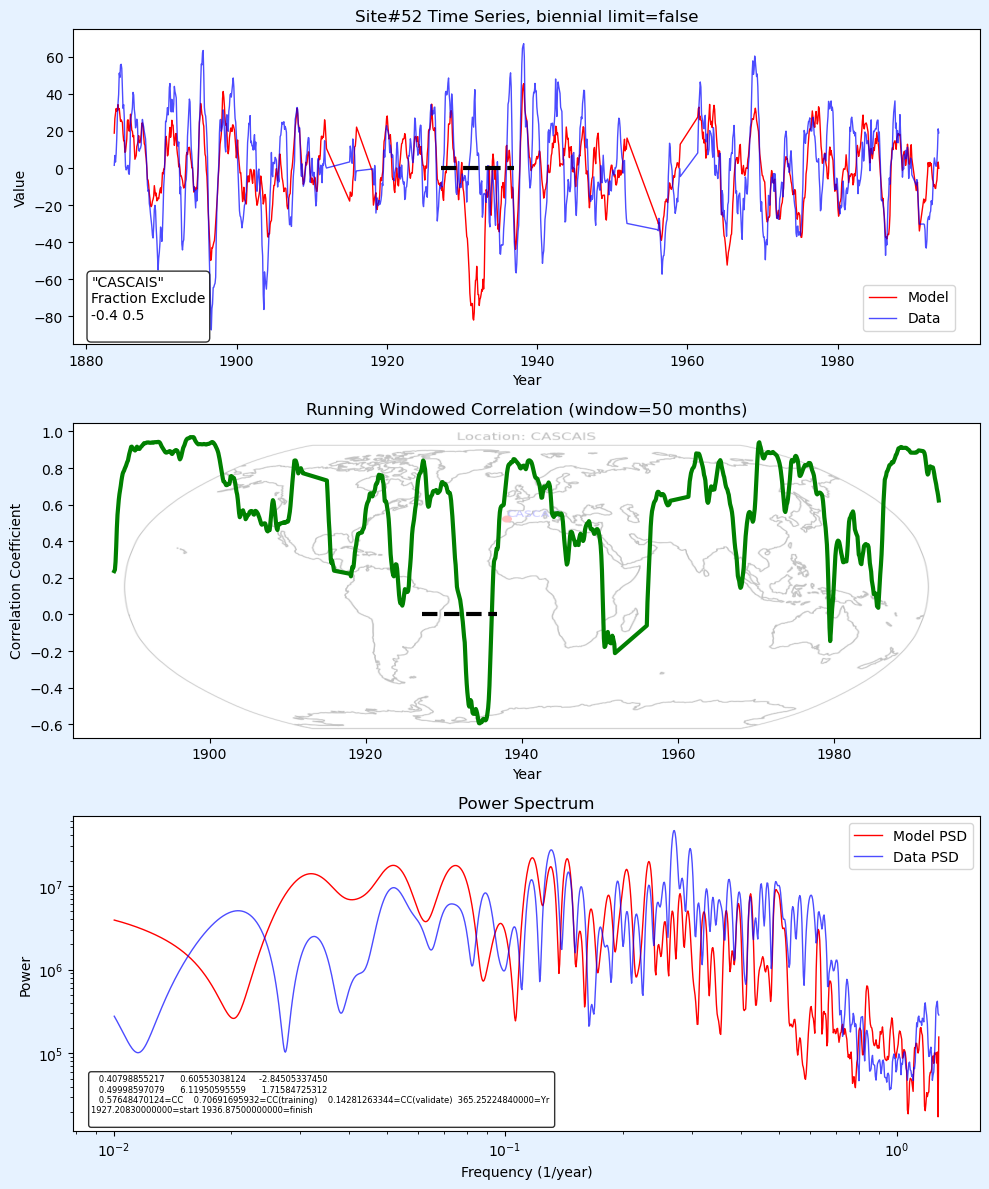 Site#52 Time Series, biennial limit=false
Value
60
40
20
0
−20
−40
−60
−80
"CASCAIS"
Fraction Exclude
-0.4 0.5
Model
Data
1880
1900
1920
1940
1960
1980
Year
Running Windowed Correlation (window=50 months)
Location: CASCAIS
Correlation Coefficient
1.0
0.8
0.6
0.4
0.2
0.0
−0.2
−0.4
−0.6
1900
1920
1940
1960
1980
Year
Power Spectrum
Model PSD
Data PSD
Power
10⁷
10⁶
10⁵
0.40798855217 0.60553038124 -2.84505337450
0.49998597079 6.11950595559 1.71584725312
0.57648470124=CC 0.70691695932=CC(training) 0.14281263344=CC(validate) 365.25224840000=Yr
1927.20830000000=start 1936.87500000000=finish
10⁻²
10⁻¹
10⁰
Frequency (1/year)